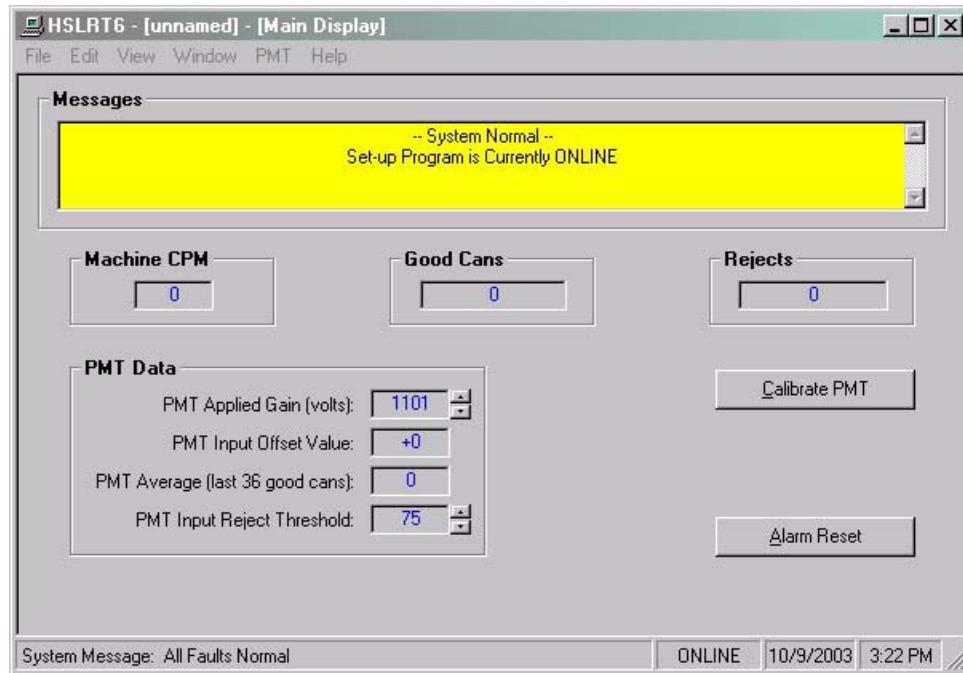 HSLRT6 - [unnamed] - [Main Display]
File Edit View Window PMT Help
Messages
-- System Normal --
Set-up Program is Currently ONLINE
Machine CPM
0
Good Cans
0
Rejects
0
PMT Data
PMT Applied Gain (volts): 1101
PMT Input Offset Value: +0
PMT Average (last 36 good cans): 0
PMT Input Reject Threshold: 75
Calibrate PMT
Alarm Reset
System Message: All Faults Normal ONLINE 10/9/2003 3:22 PM